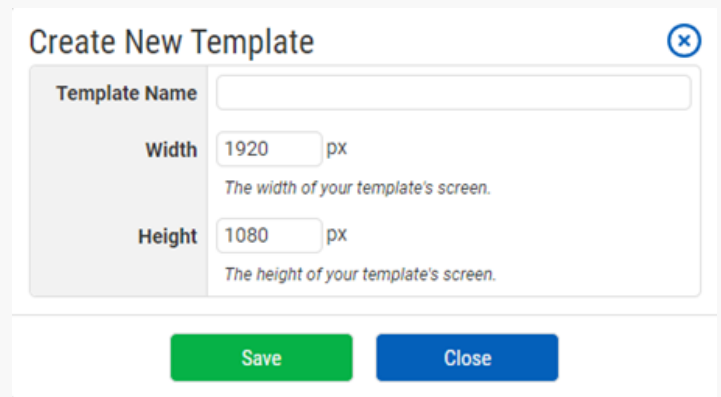 Create New Template
Template Name
Width 1920 px
The width of your template's screen.
Height 1080 px
The height of your template's screen.
Save Close